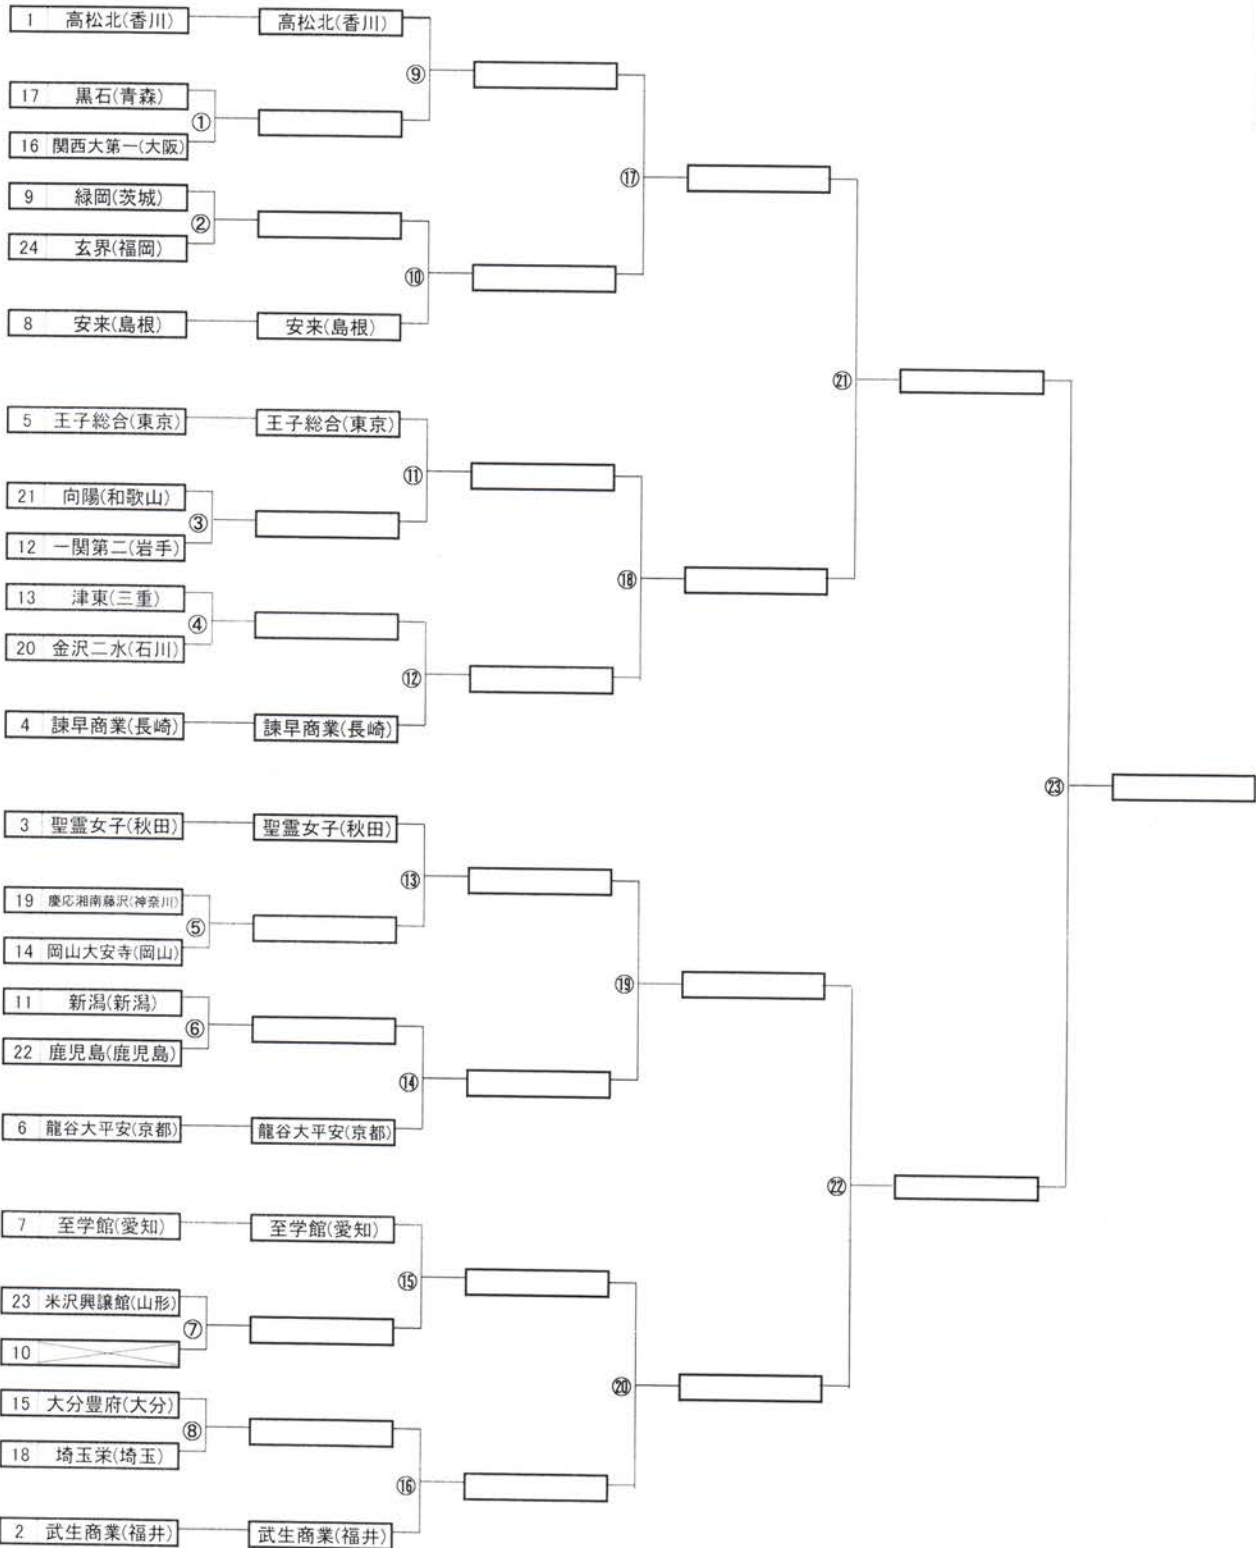 1 高松北(香川) 高松北(香川)
⑨
17 黒石(青森)
①
16 関西大第一(大阪)
⑰
9 緑岡(茨城)
②
24 玄界(福岡)
⑩
8 安来(島根) 安来(島根)
㉑
5 王子総合(東京) 王子総合(東京)
⑪
21 向陽(和歌山)
③
12 一関第二(岩手)
⑱
13 津東(三重)
④
20 金沢二水(石川)
⑫
4 諫早商業(長崎) 諫早商業(長崎)
㉓
3 聖霊女子(秋田) 聖霊女子(秋田)
⑬
19 慶応湘南藤沢(神奈川)
⑤
14 岡山大安寺(岡山)
⑲
11 新潟(新潟)
⑥
22 鹿児島(鹿児島)
⑭
6 龍谷大平安(京都) 龍谷大平安(京都)
㉒
7 至学館(愛知) 至学館(愛知)
⑮
23 米沢興譲館(山形)
⑦
10
⑳
15 大分豊府(大分)
⑧
18 埼玉栄(埼玉)
⑯
2 武生商業(福井) 武生商業(福井)